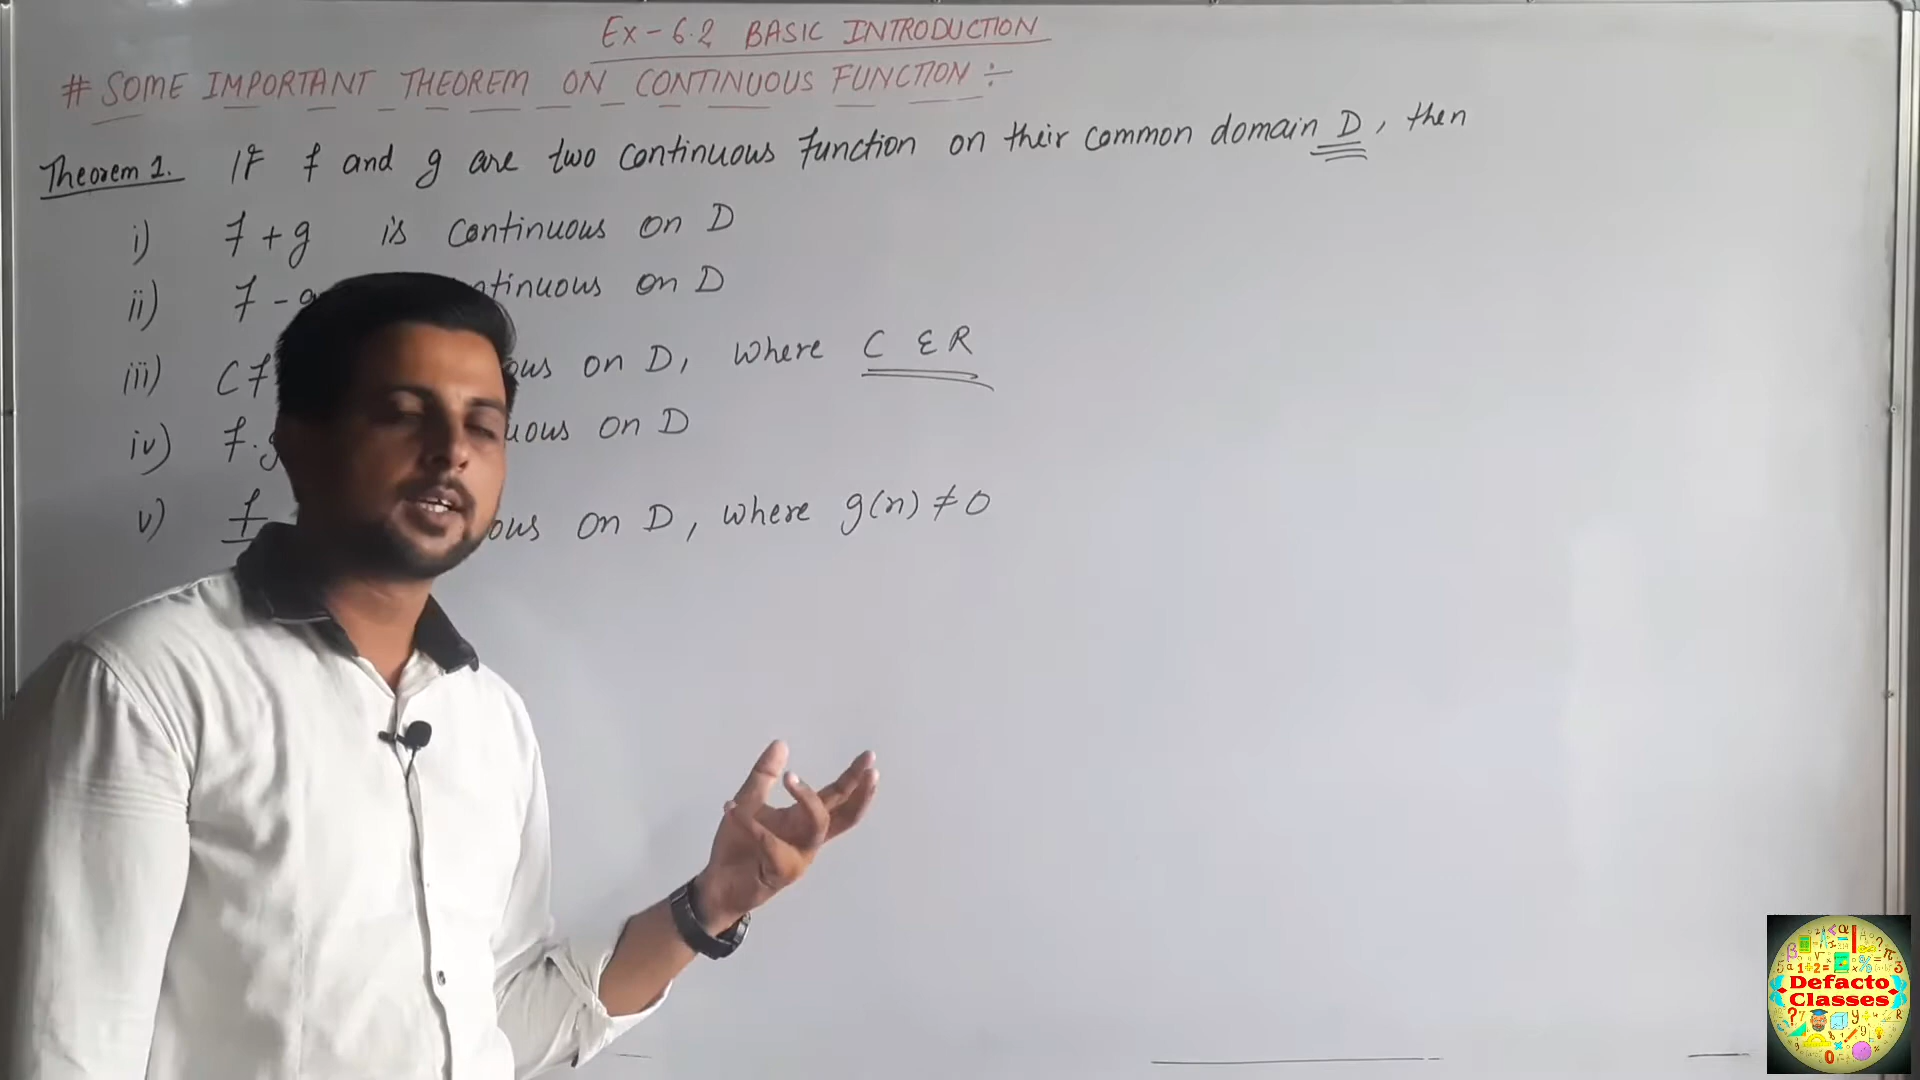 Ex-6.2 BASIC INTRODUCTION
# SOME IMPORTANT THEOREM ON CONTINUOUS FUNCTION :-
Theorem 1. IF f and g are two continuous function on their common domain D, then
i) f + g is continuous on D
ii) f - g ntinuous on D
iii) C f ous on D, where C ε R
iv) f . g uous on D
v) f ous on D, where g(n) ≠ 0
Defacto
Classes